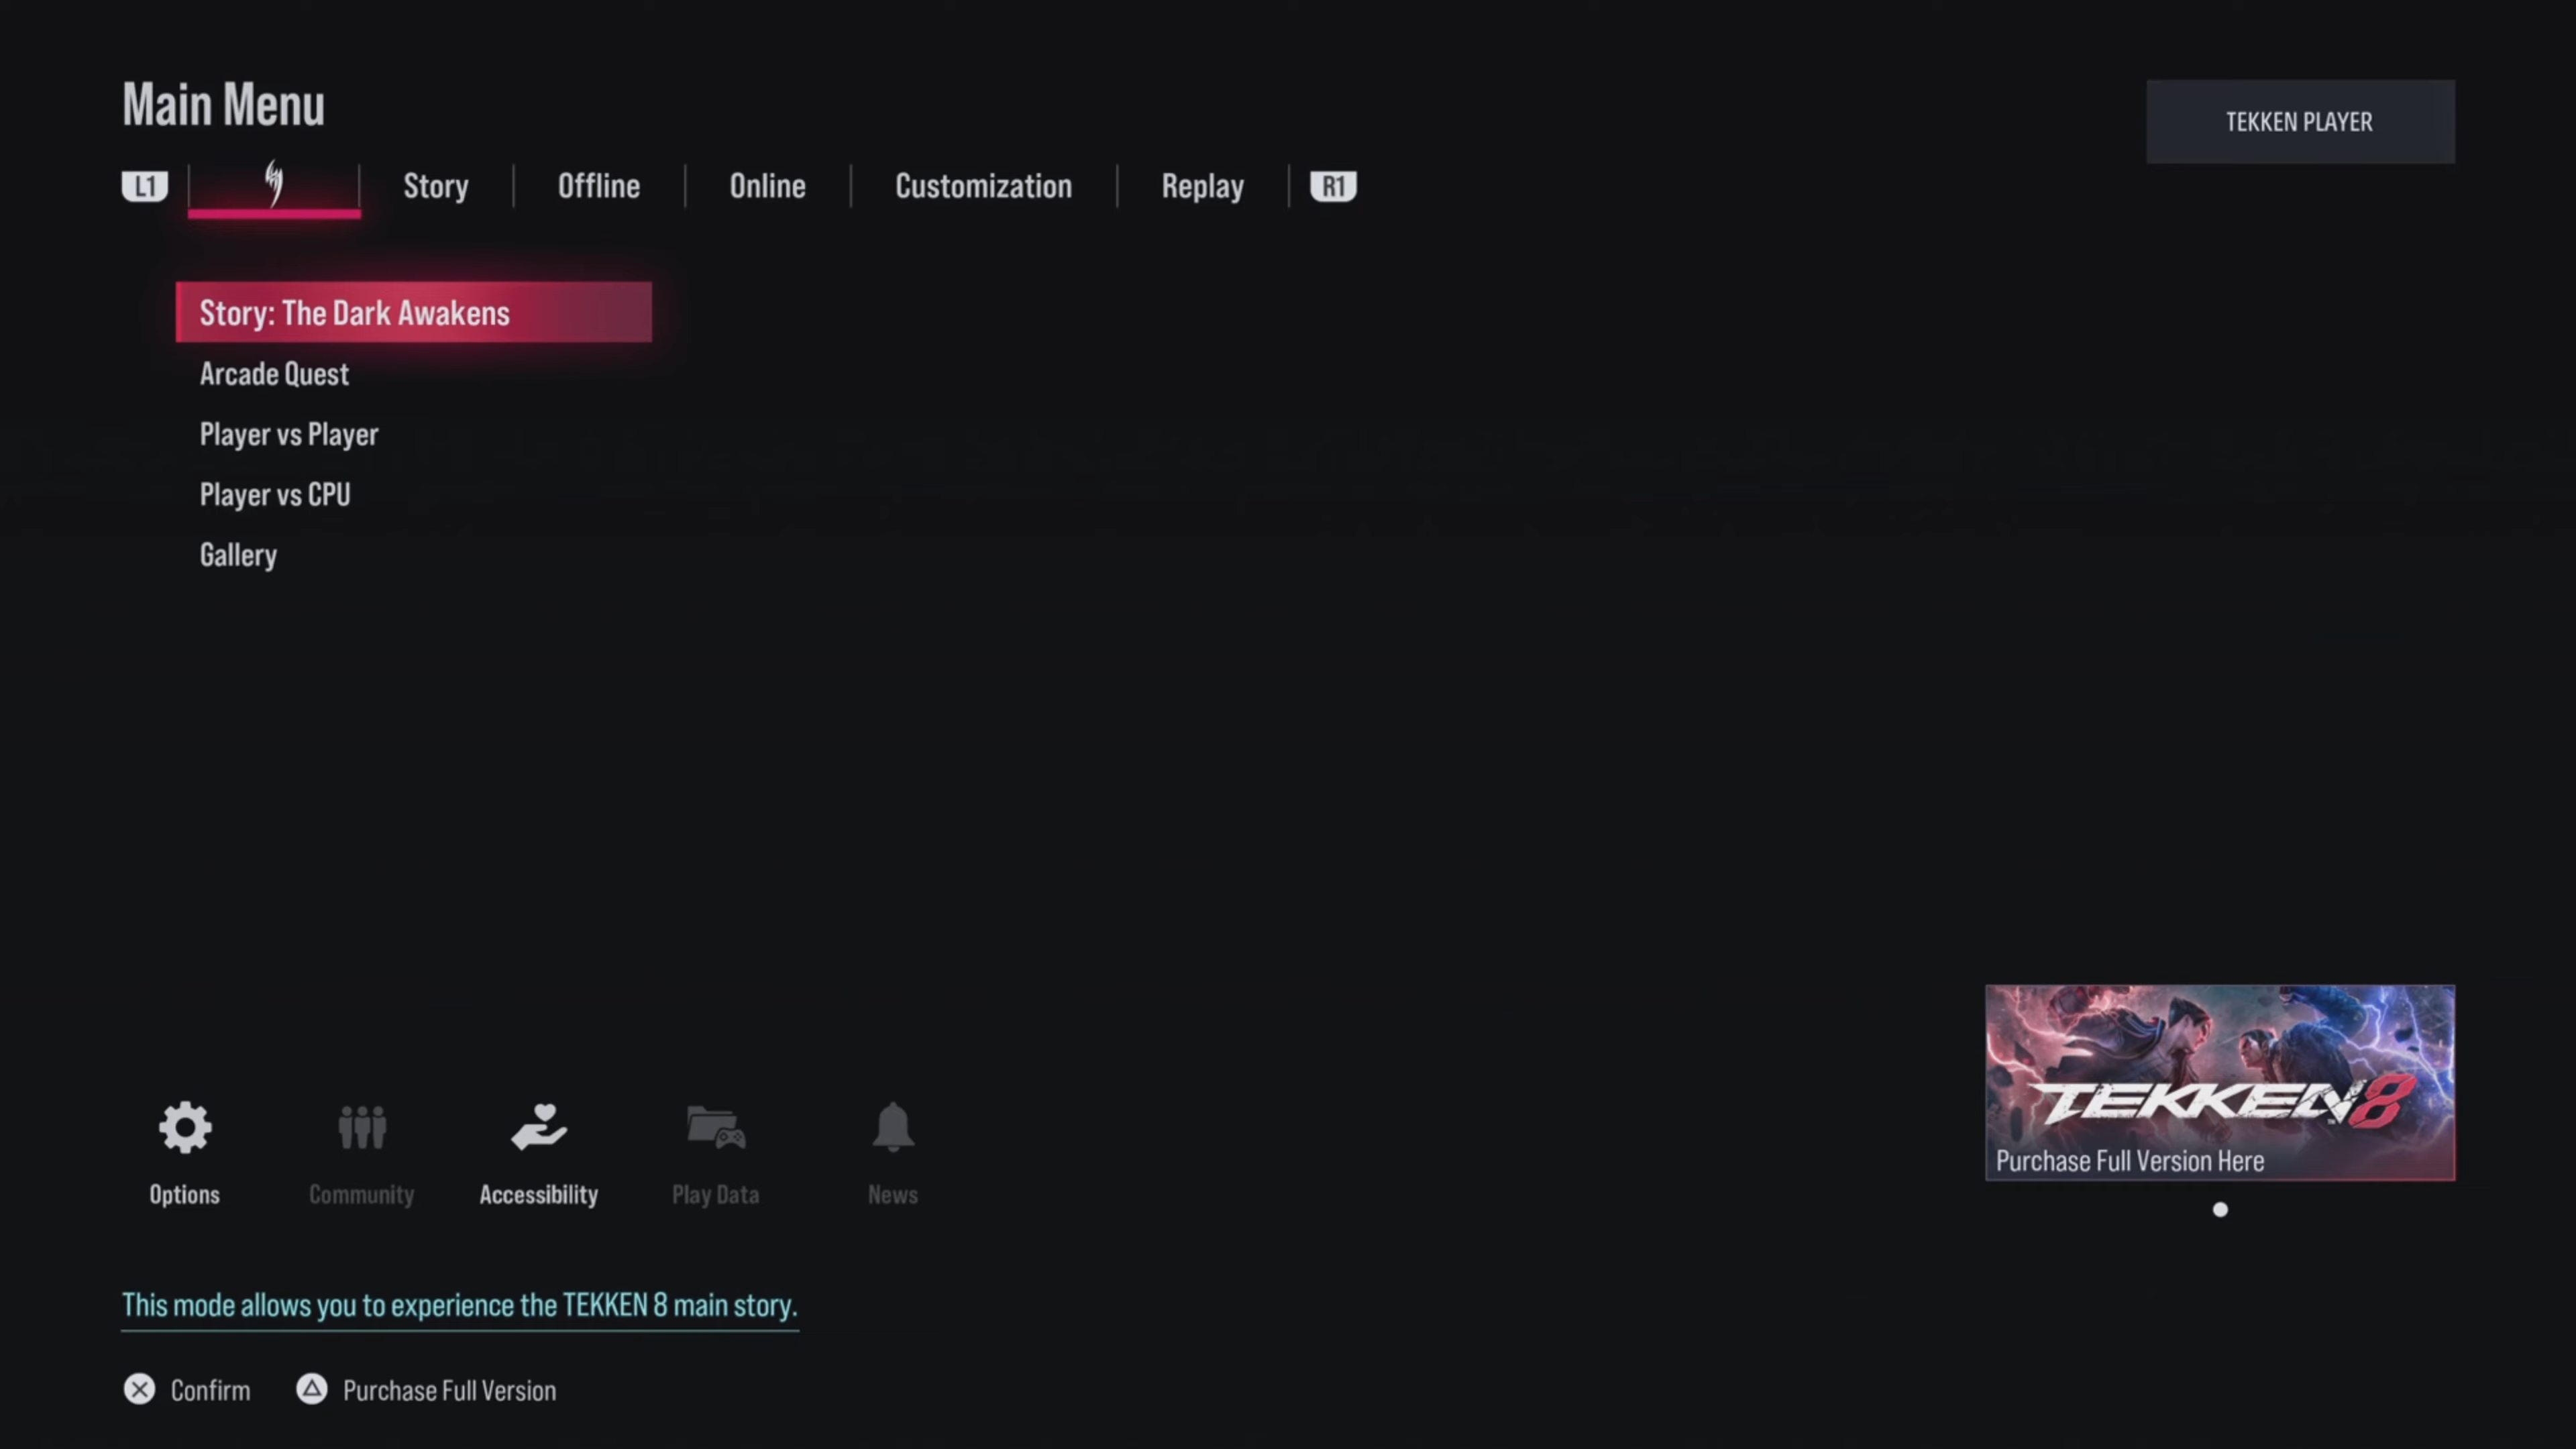 Main Menu
TEKKEN PLAYER
L1 Story Offline Online Customization Replay R1
Story: The Dark Awakens
Arcade Quest
Player vs Player
Player vs CPU
Gallery
TEKKEN 8
TM
Purchase Full Version Here
Options Community Accessibility Play Data News
This mode allows you to experience the TEKKEN 8 main story.
Confirm Purchase Full Version